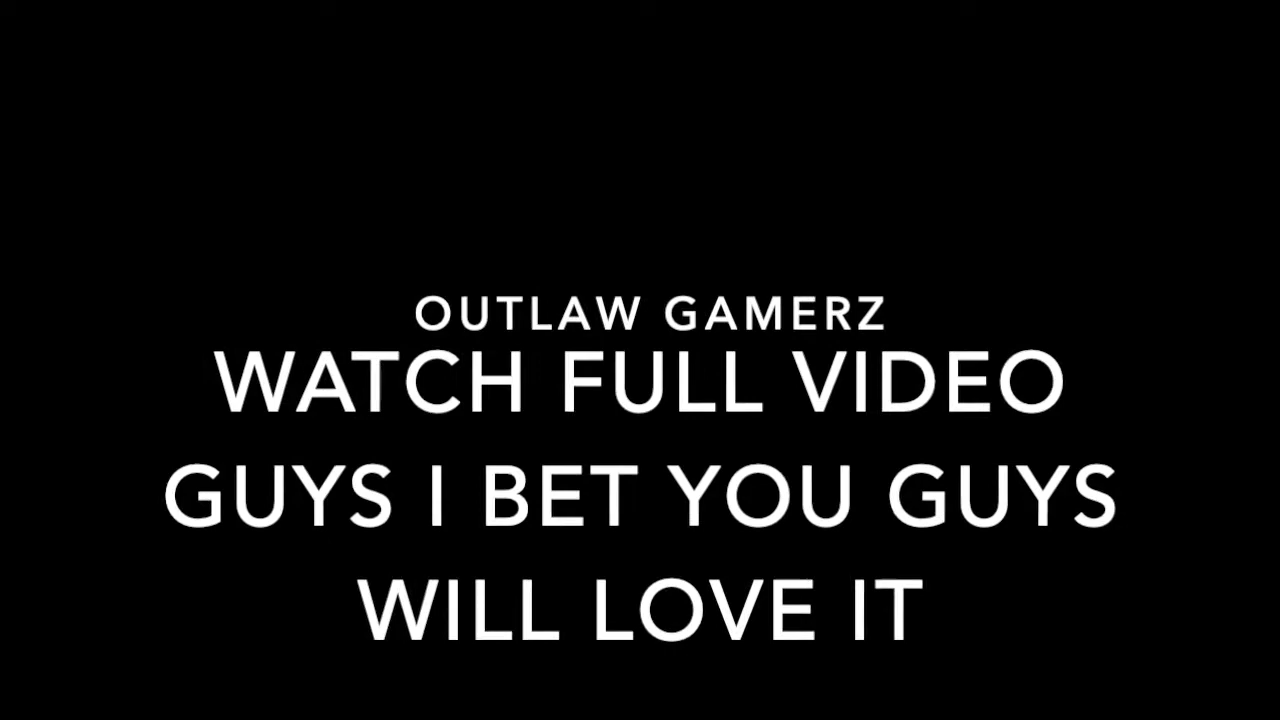 OUTLAW GAMERZ
WATCH FULL VIDEO
GUYS I BET YOU GUYS
WILL LOVE IT